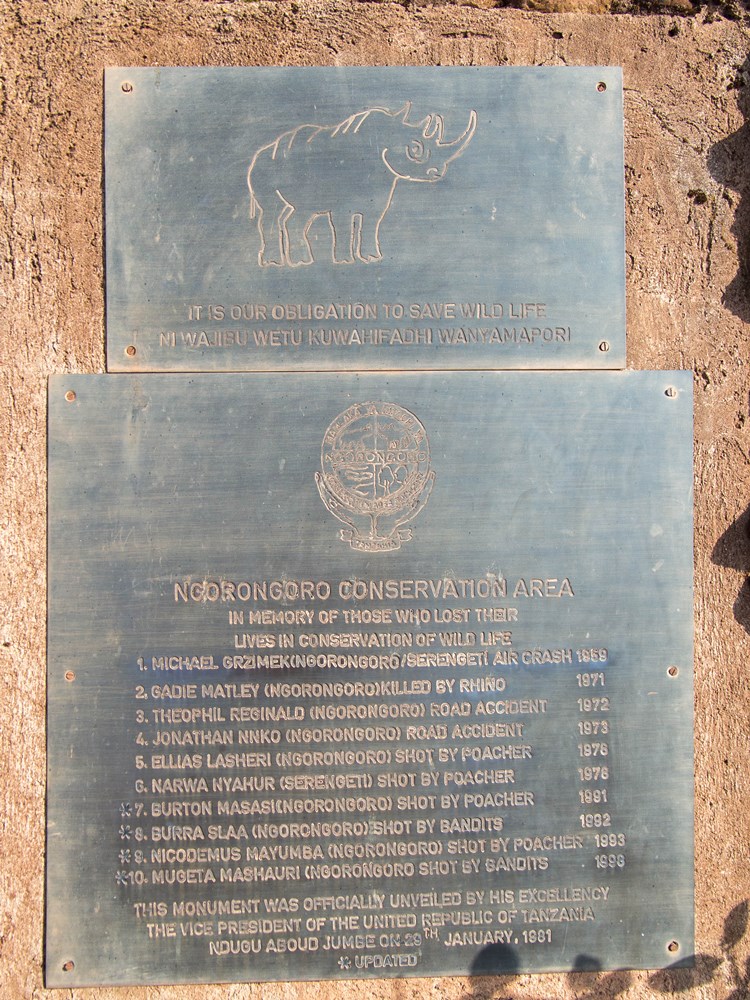 IT IS OUR OBLIGATION TO SAVE WILD LIFE
NI WAJIBU WETU KUWAHIFADHI WANYAMAPORI
NGORONGORO
TANZANIA
NGORONGORO CONSERVATION AREA
IN MEMORY OF THOSE WHO LOST THEIR
LIVES IN CONSERVATION OF WILD LIFE
1. MICHAEL GRZIMEK(NGORONGORO/SERENGETI AIR CRASH 1959
2. GADIE MATLEY (NGORONGORO)KILLED BY RHINO 1971
3. THEOPHIL REGINALD (NGORONGORO) ROAD ACCIDENT 1972
4. JONATHAN NNKO (NGORONGORO) ROAD ACCIDENT 1973
5. ELLIAS LASHERI (NGORONGORO) SHOT BY POACHER 1976
6. NARWA NYAHUR (SERENGETI) SHOT BY POACHER 1976
*7. BURTON MASASI(NGORONGORO) SHOT BY POACHER 1991
*8. BURRA SLAA (NGORONGORO) SHOT BY BANDITS 1992
*9. NICODEMUS MAYUMBA (NGORONGORO) SHOT BY POACHER 1993
*10. MUGETA MASHAURI (NGORONGORO SHOT BY BANDITS 1998
THIS MONUMENT WAS OFFICIALLY UNVEILED BY HIS EXCELLENCY
THE VICE PRESIDENT OF THE UNITED REPUBLIC OF TANZANIA
NDUGU ABOUD JUMBE ON 29TH JANUARY, 1981
* UPDATED